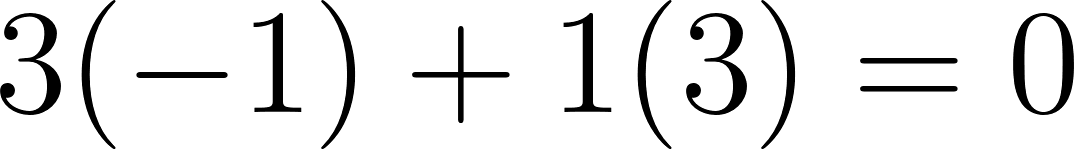 3(−1) + 1(3) = 0